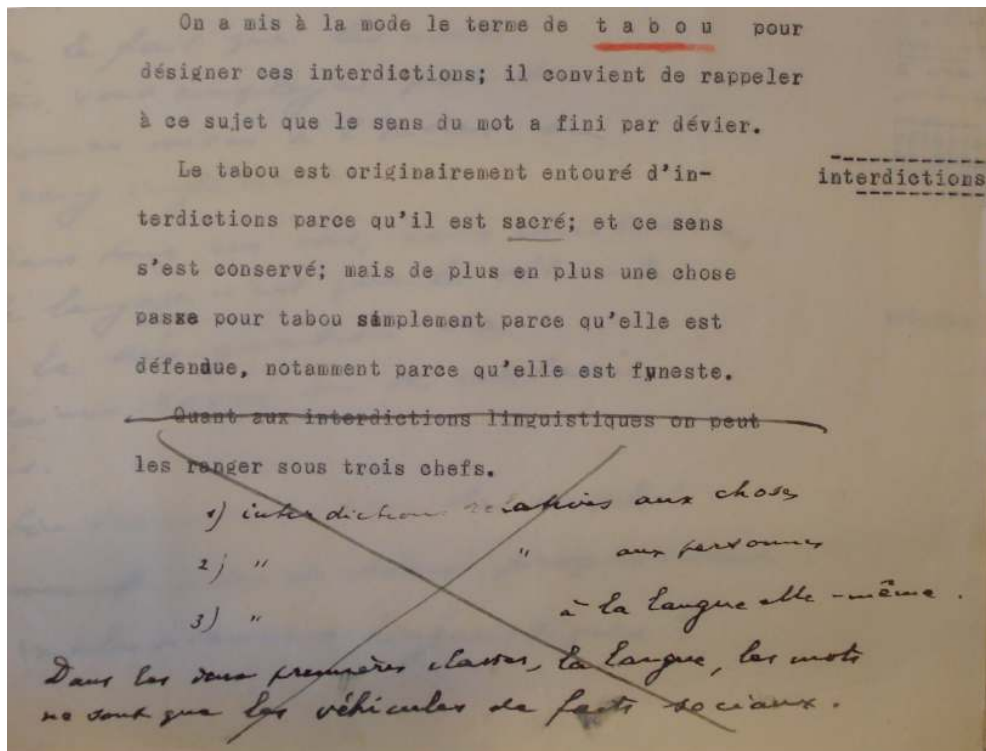 On a mis à la mode le terme de t a b o u pour
désigner ces interdictions; il convient de rappeler
à ce sujet que le sens du mot a fini par dévier.
Le tabou est originairement entouré d'in-
interdictions
terdictions parce qu'il est sacré; et ce sens
s'est conservé; mais de plus en plus une chose
passe pour tabou simplement parce qu'elle est
défendue, notamment parce qu'elle est funeste.
Quant aux interdictions linguistiques on peut
les ranger sous trois chefs.
1) interdictions relatives aux choses
2) " " aux personnes
3) " à la langue elle-même.
Dans les deux premières classes, la langue, les mots
ne sont que les véhicules de faits sociaux.